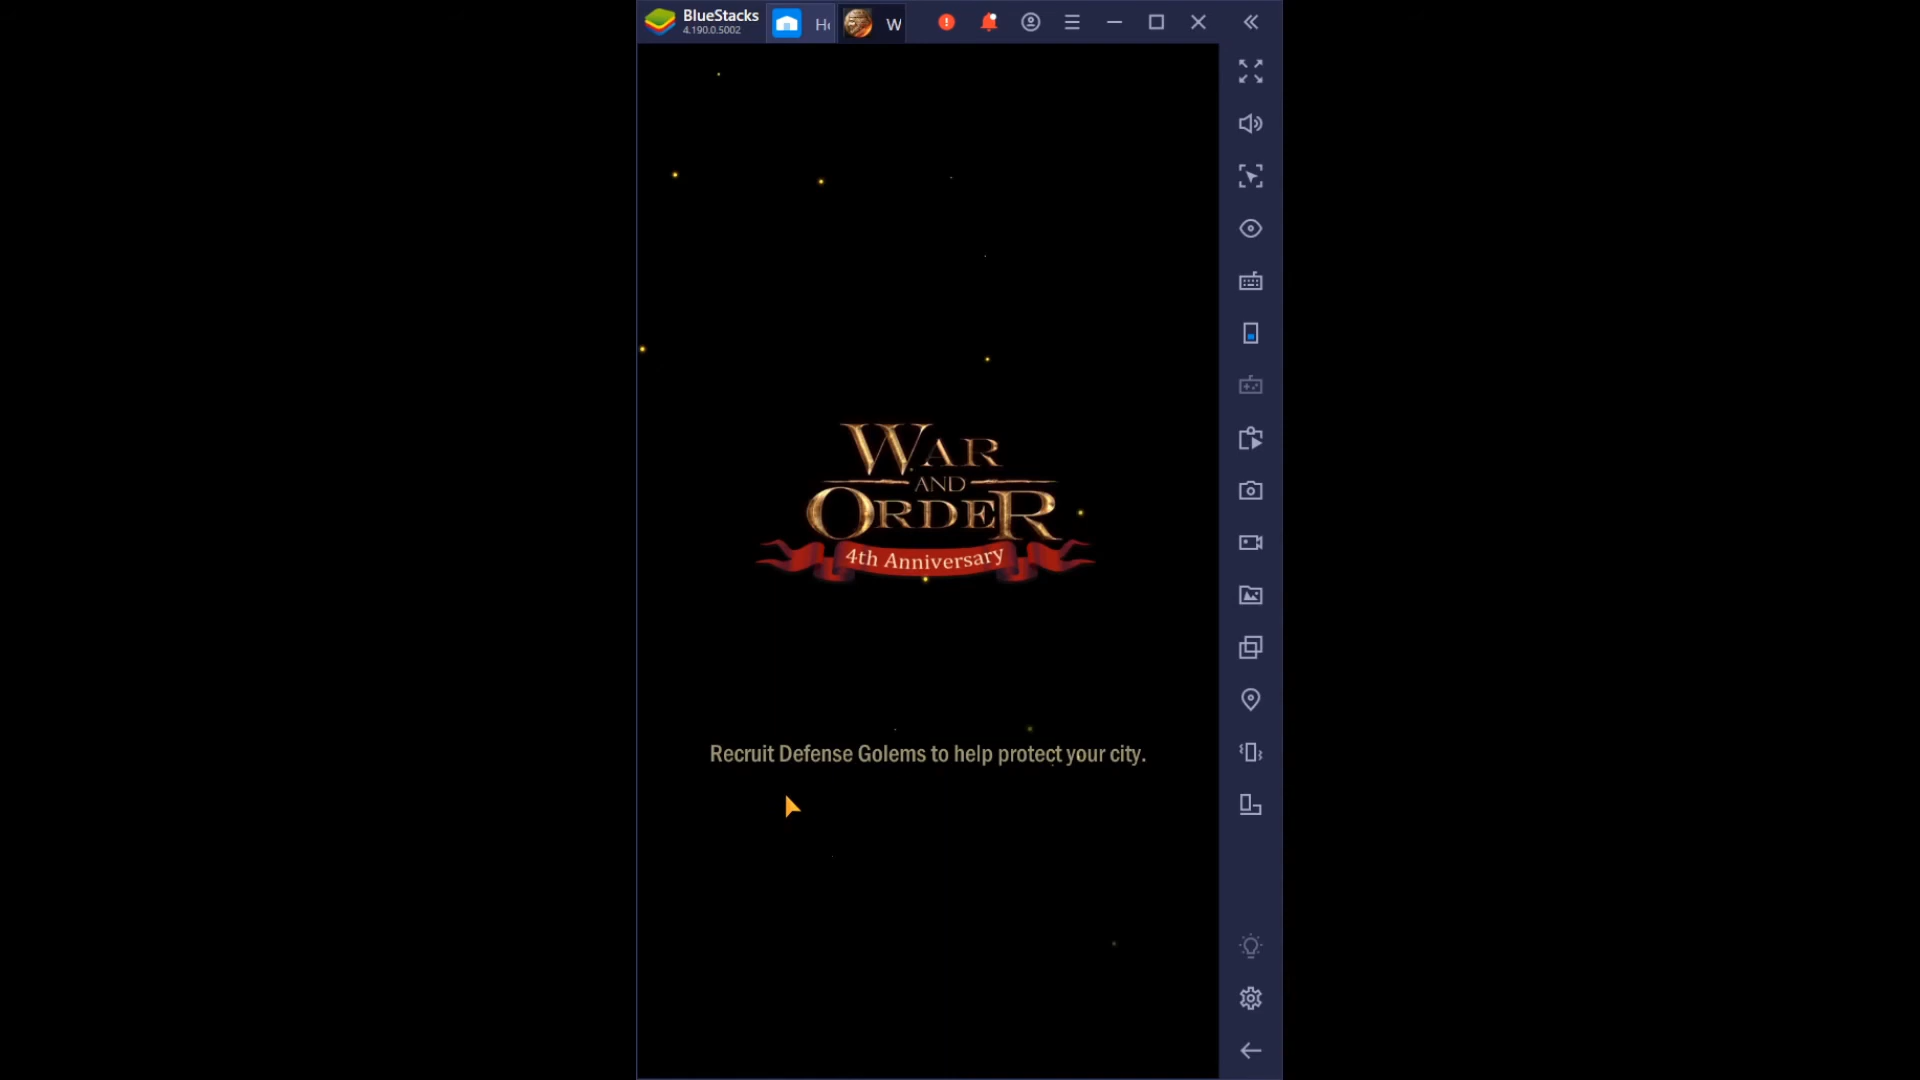 BlueStacks
4.190.0.5002
W
WAR
AND
ORDER
4th Anniversary
Recruit Defense Golems to help protect your city.